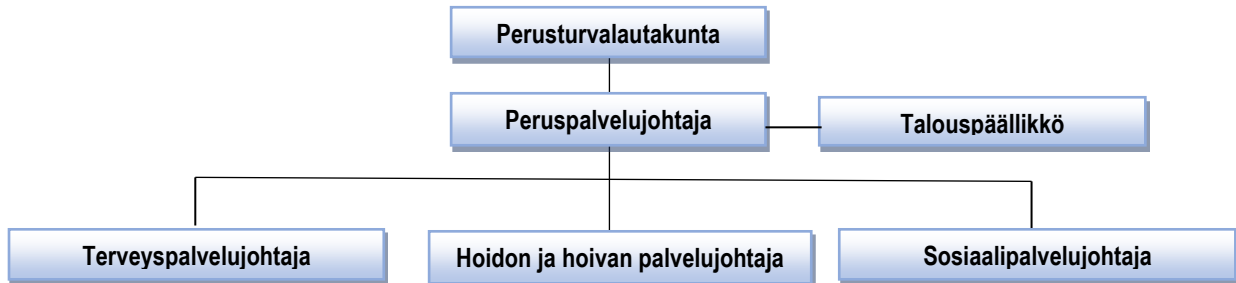 Perusturvalautakunta
Peruspalvelujohtaja
Talouspäällikkö
Terveyspalvelujohtaja
Hoidon ja hoivan palvelujohtaja
Sosiaalipalvelujohtaja